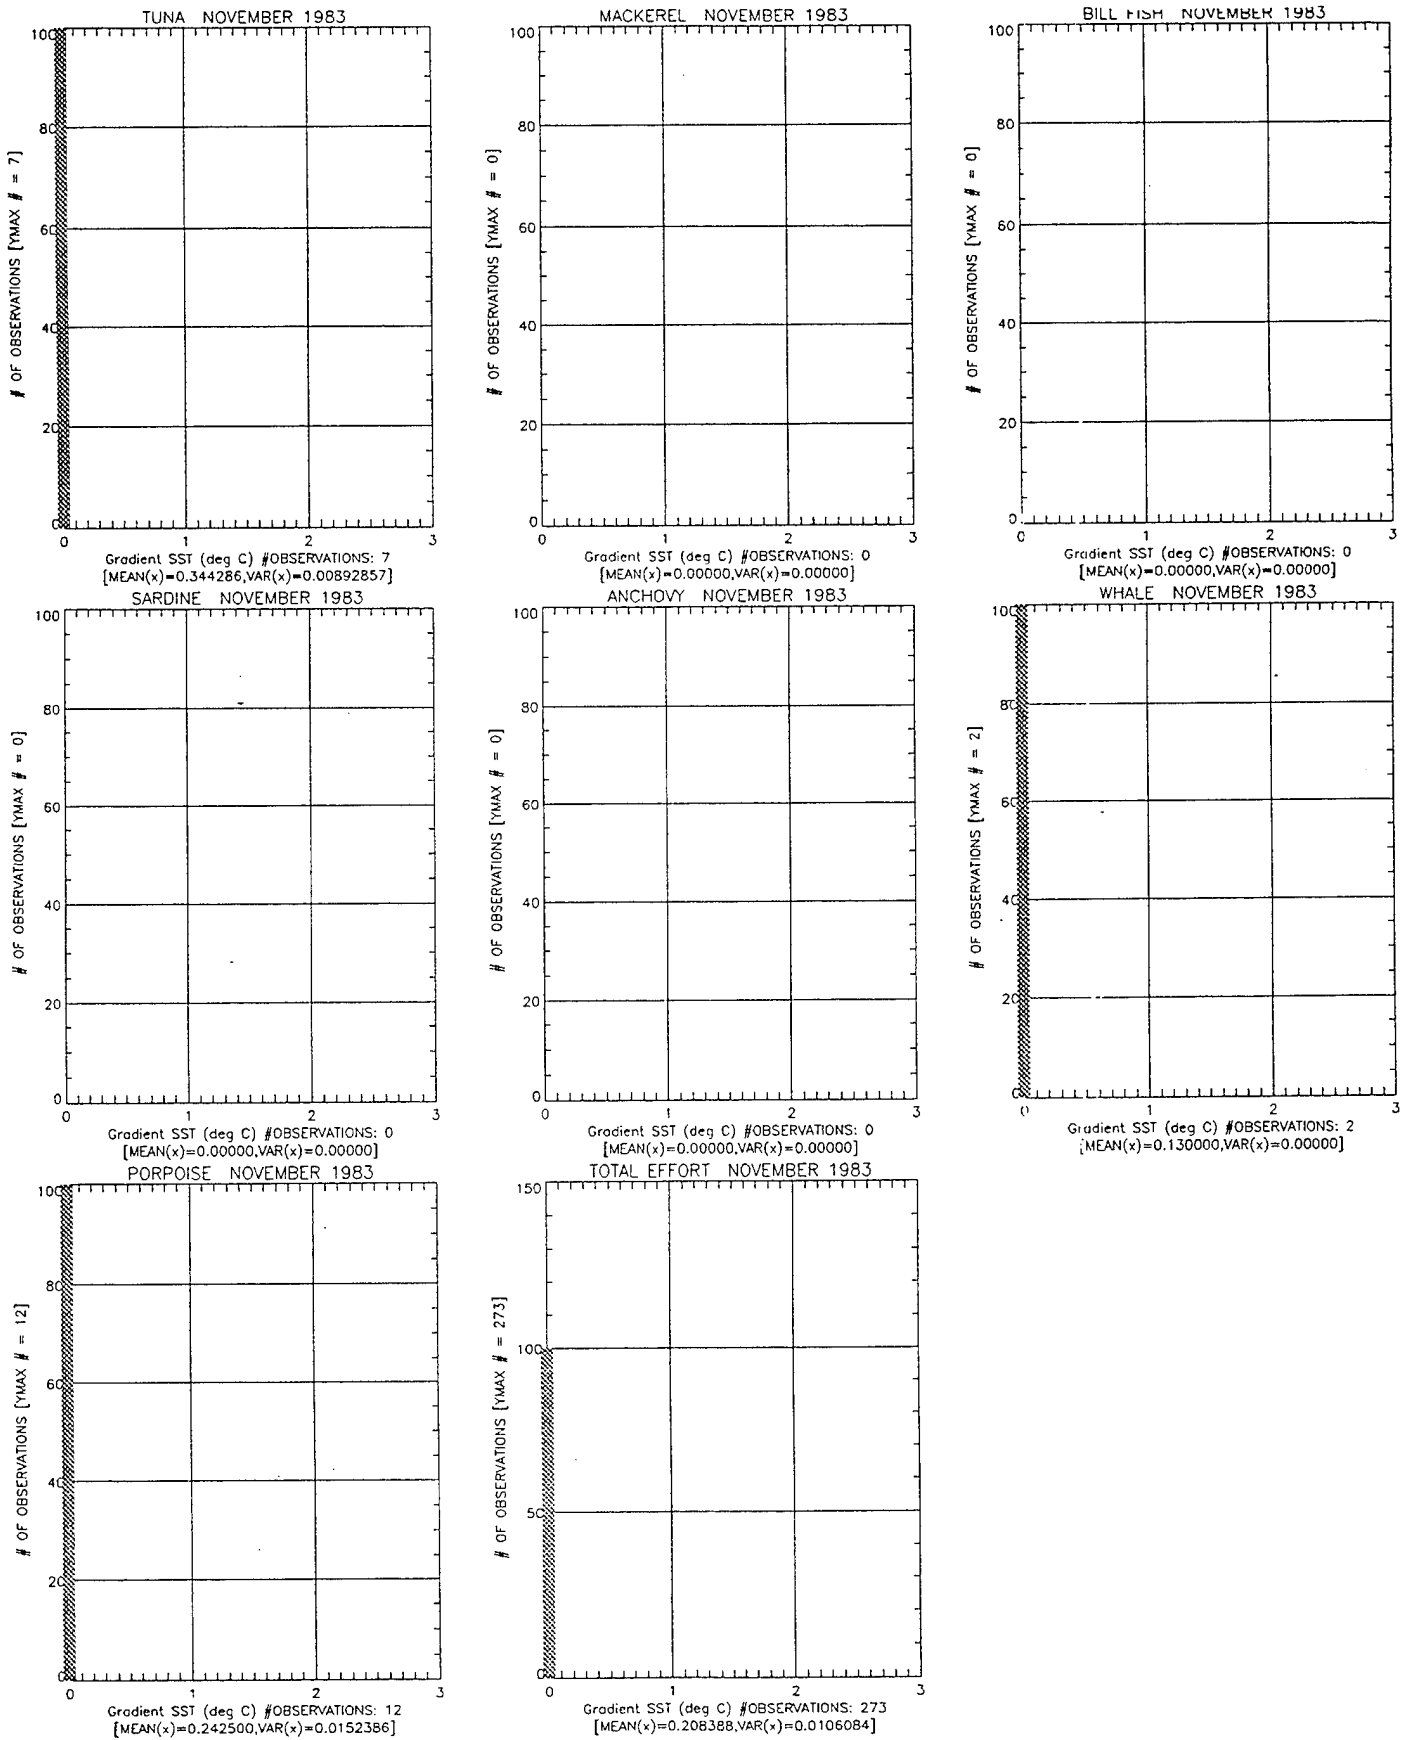 TUNA NOVEMBER 1983
100
80
60
40
20
0
# OF OBSERVATIONS [YMAX # = 7]
0 1 2 3
Gradient SST (deg C) #OBSERVATIONS: 7
[MEAN(x)=0.344286,VAR(x)=0.00892857]
MACKEREL NOVEMBER 1983
100
80
60
40
20
0
# OF OBSERVATIONS [YMAX # = 0]
0 1 2 3
Gradient SST (deg C) #OBSERVATIONS: 0
[MEAN(x)=0.00000,VAR(x)=0.00000]
BILL FISH NOVEMBER 1983
100
80
60
40
20
0
# OF OBSERVATIONS [YMAX # = 0]
0 1 2 3
Gradient SST (deg C) #OBSERVATIONS: 0
[MEAN(x)=0.00000,VAR(x)=0.00000]
SARDINE NOVEMBER 1983
100
80
60
40
20
0
# OF OBSERVATIONS [YMAX # = 0]
0 1 2 3
Gradient SST (deg C) #OBSERVATIONS: 0
[MEAN(x)=0.00000,VAR(x)=0.00000]
ANCHOVY NOVEMBER 1983
100
80
60
40
20
0
# OF OBSERVATIONS [YMAX # = 0]
0 1 2 3
Gradient SST (deg C) #OBSERVATIONS: 0
[MEAN(x)=0.00000,VAR(x)=0.00000]
WHALE NOVEMBER 1983
100
80
60
40
20
0
# OF OBSERVATIONS [YMAX # = 2]
0 1 2 3
Gradient SST (deg C) #OBSERVATIONS: 2
[MEAN(x)=0.130000,VAR(x)=0.00000]
PORPOISE NOVEMBER 1983
100
80
60
40
20
0
# OF OBSERVATIONS [YMAX # = 12]
0 1 2 3
Gradient SST (deg C) #OBSERVATIONS: 12
[MEAN(x)=0.242500,VAR(x)=0.0152386]
TOTAL EFFORT NOVEMBER 1983
150
100
50
0
# OF OBSERVATIONS [YMAX # = 273]
0 1 2 3
Gradient SST (deg C) #OBSERVATIONS: 273
[MEAN(x)=0.208388,VAR(x)=0.0106084]